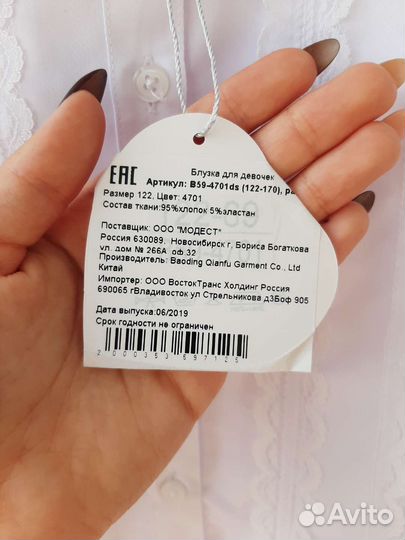 Блузка для девочек
EAC Артикул: B59-4701ds (122-170), ра
Размер 122, Цвет: 4701
Состав ткани:95%хлопок 5%эластан
Поставщик: ООО "МОДЕСТ"
Россия 630089, Новосибирск г, Бориса Богаткова
ул, дом № 266А, оф.32
Производитель: Baoding Qianfu Garment Co., Ltd
Китай
Импортер: ООО ВостокТранс Холдинг Россия
690065 гВладивосток ул Стрельникова д3Боф 905
Дата выпуска:06/2019
Срок годности не ограничен
2000353597125
Avito